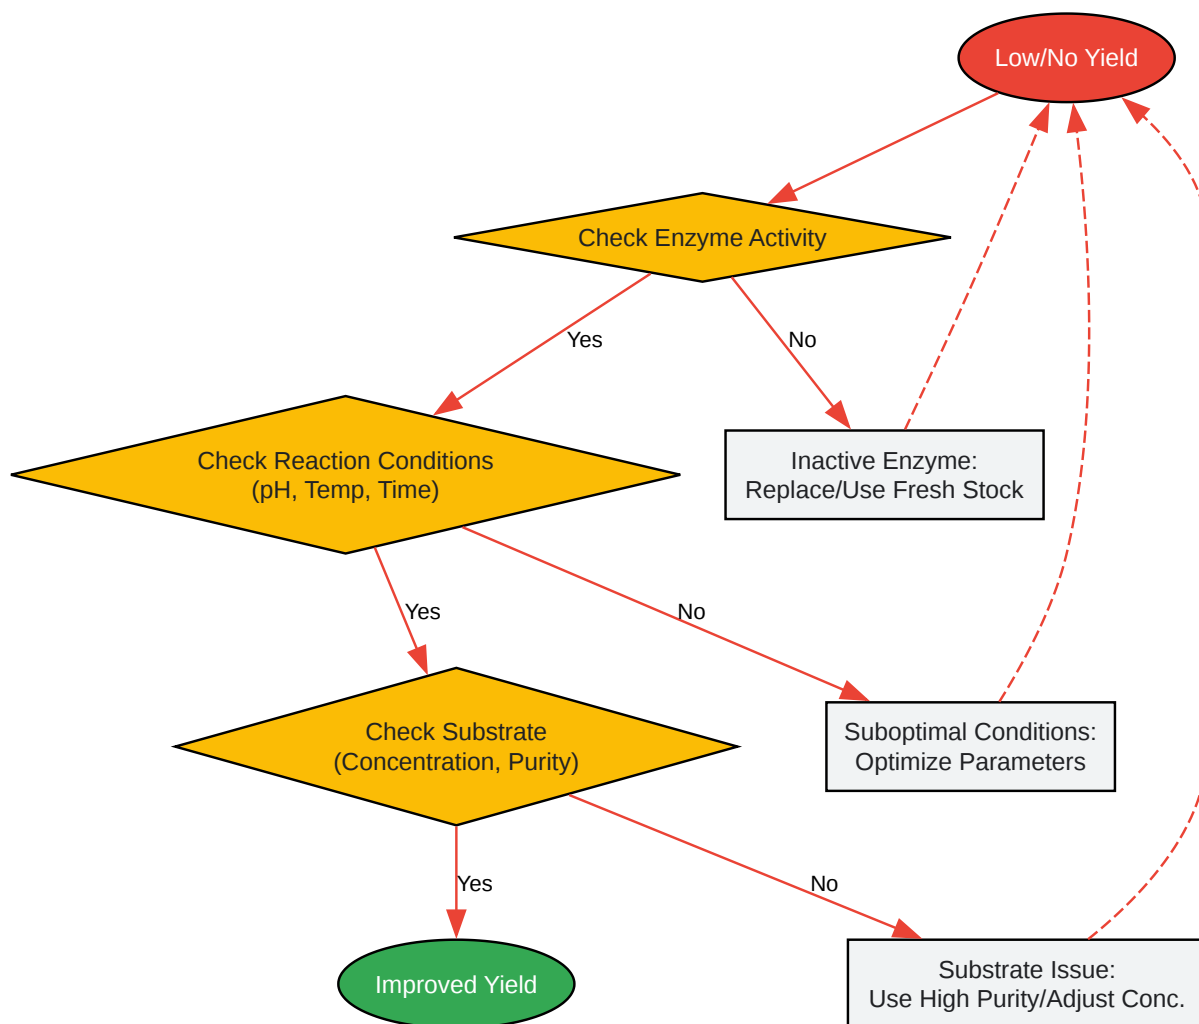 Low/No Yield
Check Enzyme Activity
Yes
No
Check Reaction Conditions
(pH, Temp, Time)
Inactive Enzyme:
Replace/Use Fresh Stock
Yes
No
Check Substrate
(Concentration, Purity)
Suboptimal Conditions:
Optimize Parameters
Yes
No
Improved Yield
Substrate Issue:
Use High Purity/Adjust Conc.